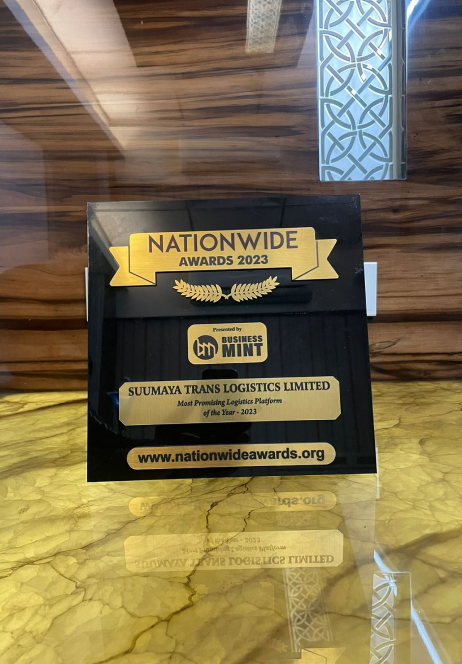 NATIONWIDE
AWARDS 2023
Presented by
bm BUSINESS
MINT
SUUMAYA TRANS LOGISTICS LIMITED
Most Promising Logistics Platform
of the Year - 2023
www.nationwideawards.org